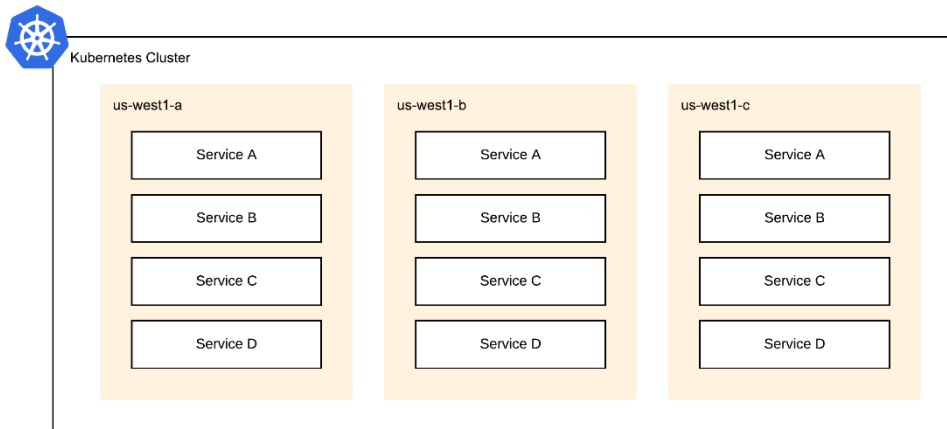 Kubernetes Cluster
us-west1-a
Service A
Service B
Service C
Service D
us-west1-b
Service A
Service B
Service C
Service D
us-west1-c
Service A
Service B
Service C
Service D